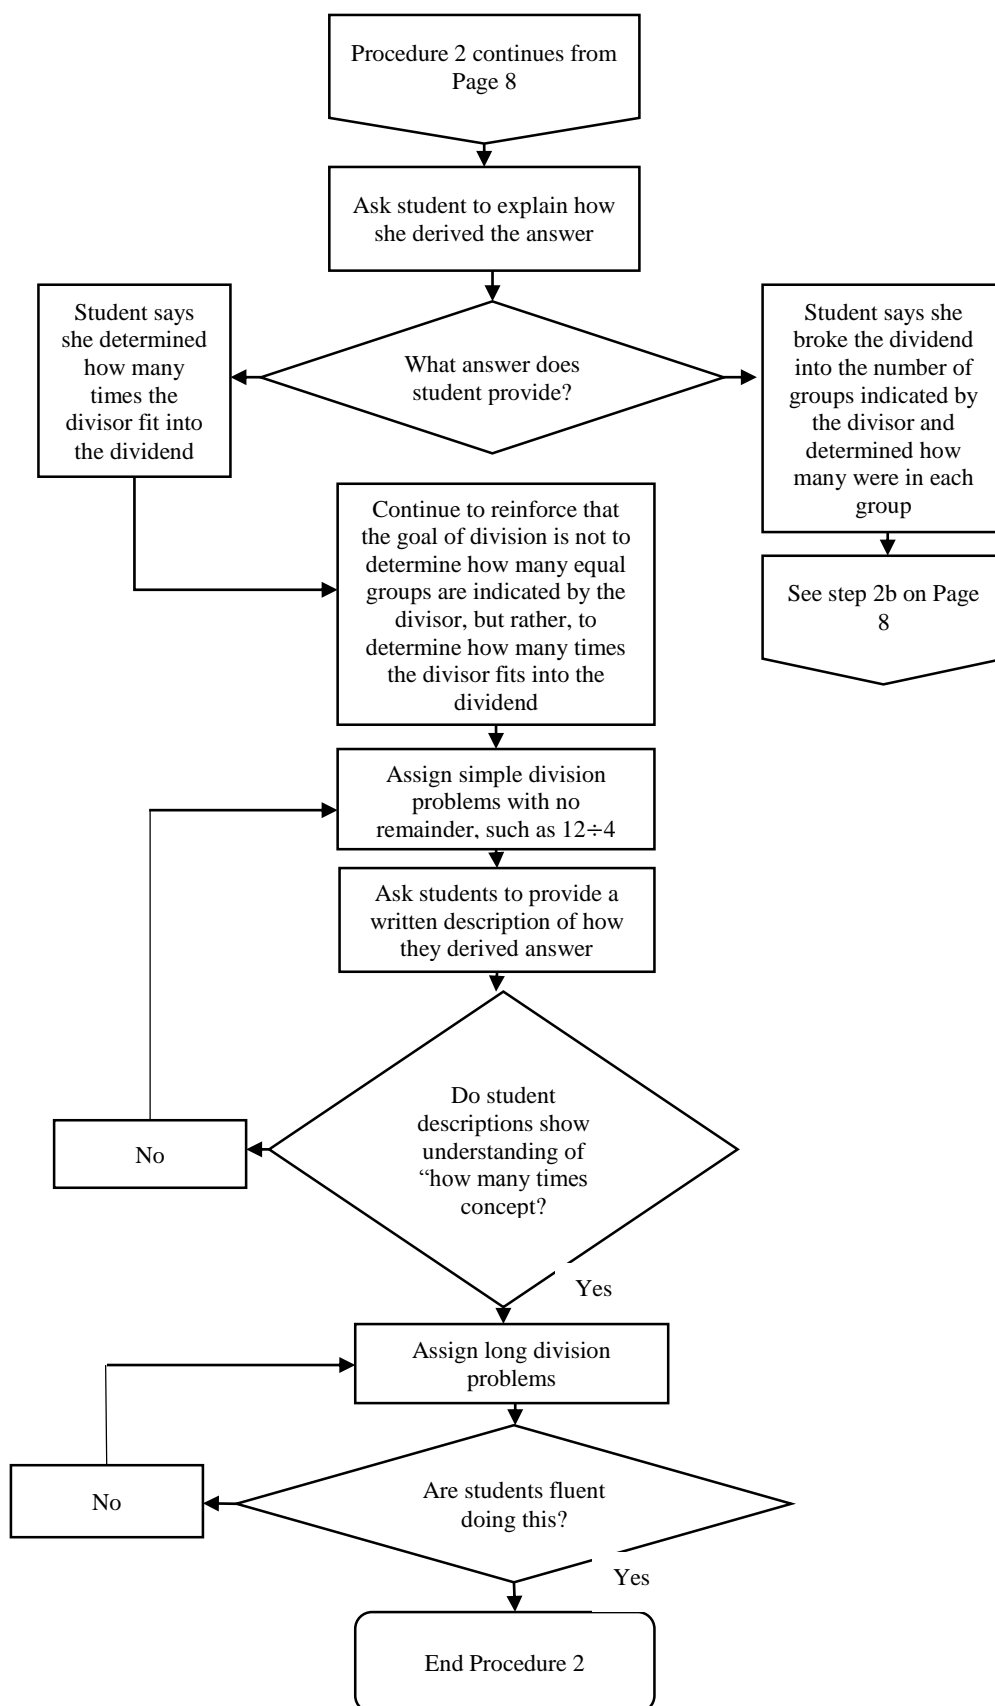 Procedure 2 continues from
Page 8
Ask student to explain how
she derived the answer
Student says
she determined
how many
times the
divisor fit into
the dividend
What answer does
student provide?
Student says she
broke the dividend
into the number of
groups indicated by
the divisor and
determined how
many were in each
group
Continue to reinforce that
the goal of division is not to
determine how many equal
groups are indicated by the
divisor, but rather, to
determine how many times
the divisor fits into the
dividend
See step 2b on Page
8
Assign simple division
problems with no
remainder, such as 12÷4
Ask students to provide a
written description of how
they derived answer
Do student
descriptions show
understanding of
“how many times
concept?
No
Yes
Assign long division
problems
Are students fluent
doing this?
No
Yes
End Procedure 2